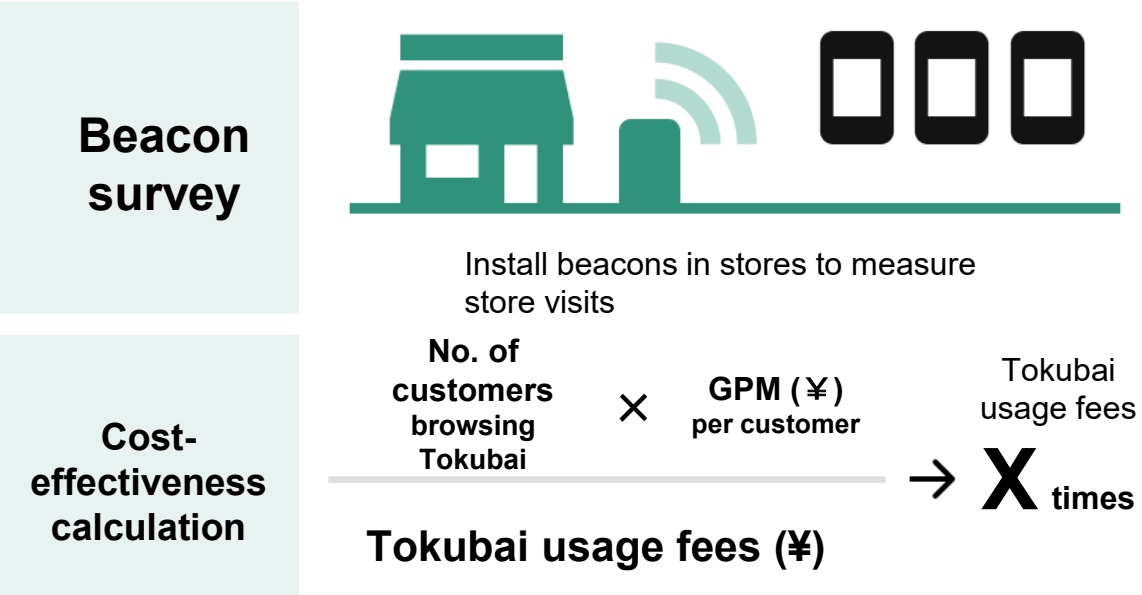 Beacon
survey
Install beacons in stores to measure
store visits
Cost-
effectiveness
calculation
No. of
customers
browsing
Tokubai
×
GPM (￥)
per customer
Tokubai usage fees (¥)
→
Tokubai
usage fees
X times